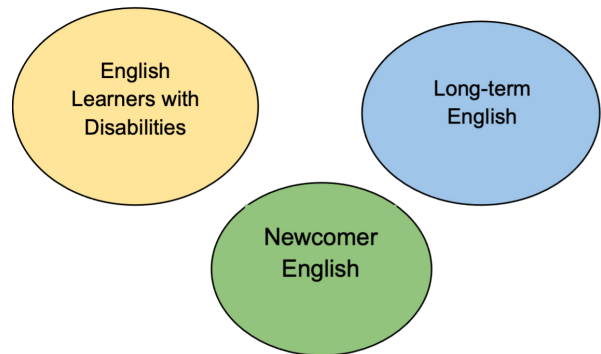 English
Learners with
Disabilities
Long-term
English
Newcomer
English